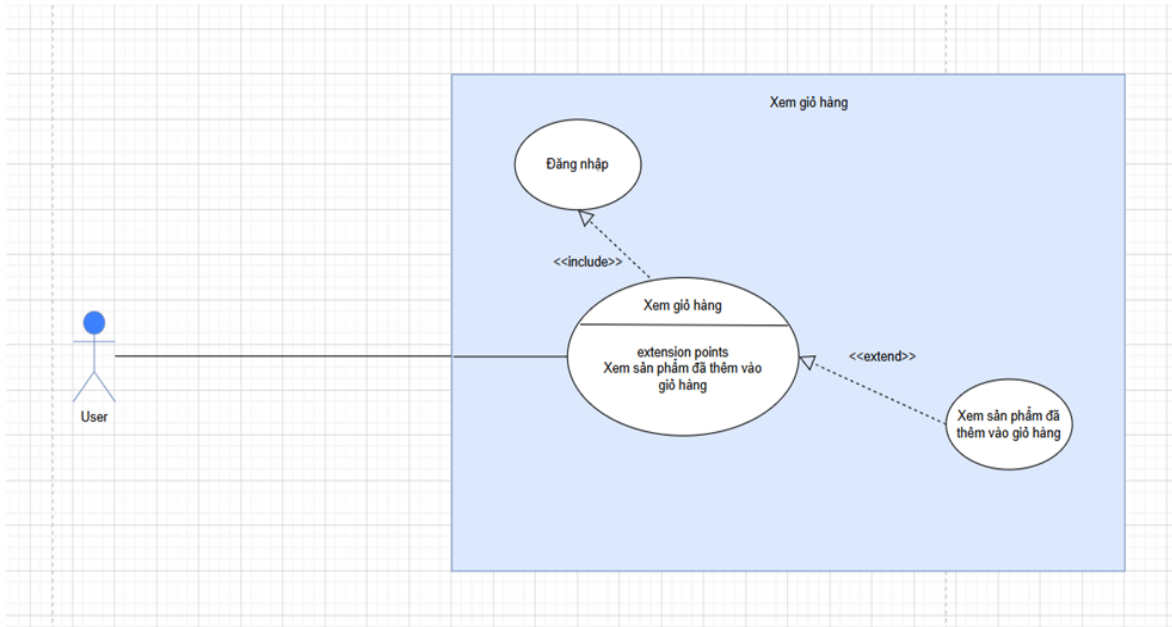 Xem giỏ hàng
Đăng nhập
<<include>>
Xem giỏ hàng
extension points
Xem sản phẩm đã thêm vào
giỏ hàng
<<extend>>
Xem sản phẩm đã
thêm vào giỏ hàng
User